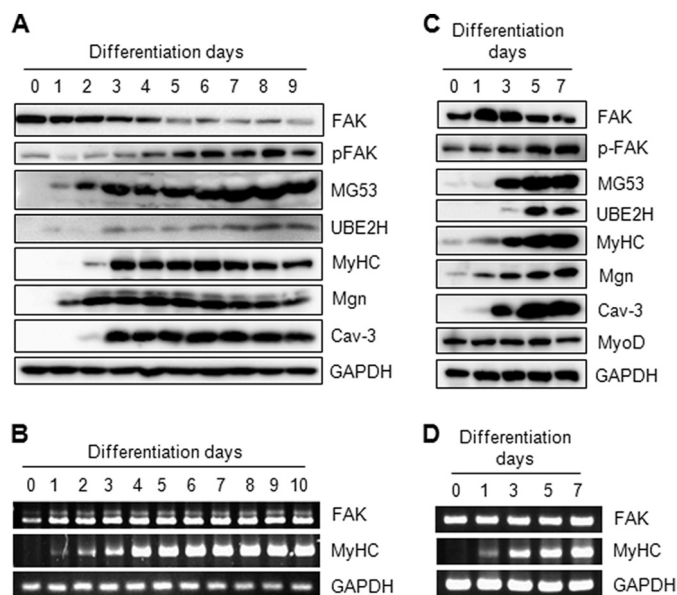 A
Differentiation days
0 1 2 3 4 5 6 7 8 9
FAK
pFAK
MG53
UBE2H
MyHC
Mgn
Cav-3
GAPDH
B
Differentiation days
0 1 2 3 4 5 6 7 8 9 10
FAK
MyHC
GAPDH
C
Differentiation
days
0 1 3 5 7
FAK
p-FAK
MG53
UBE2H
MyHC
Mgn
Cav-3
MyoD
GAPDH
D
Differentiation
days
0 1 3 5 7
FAK
MyHC
GAPDH